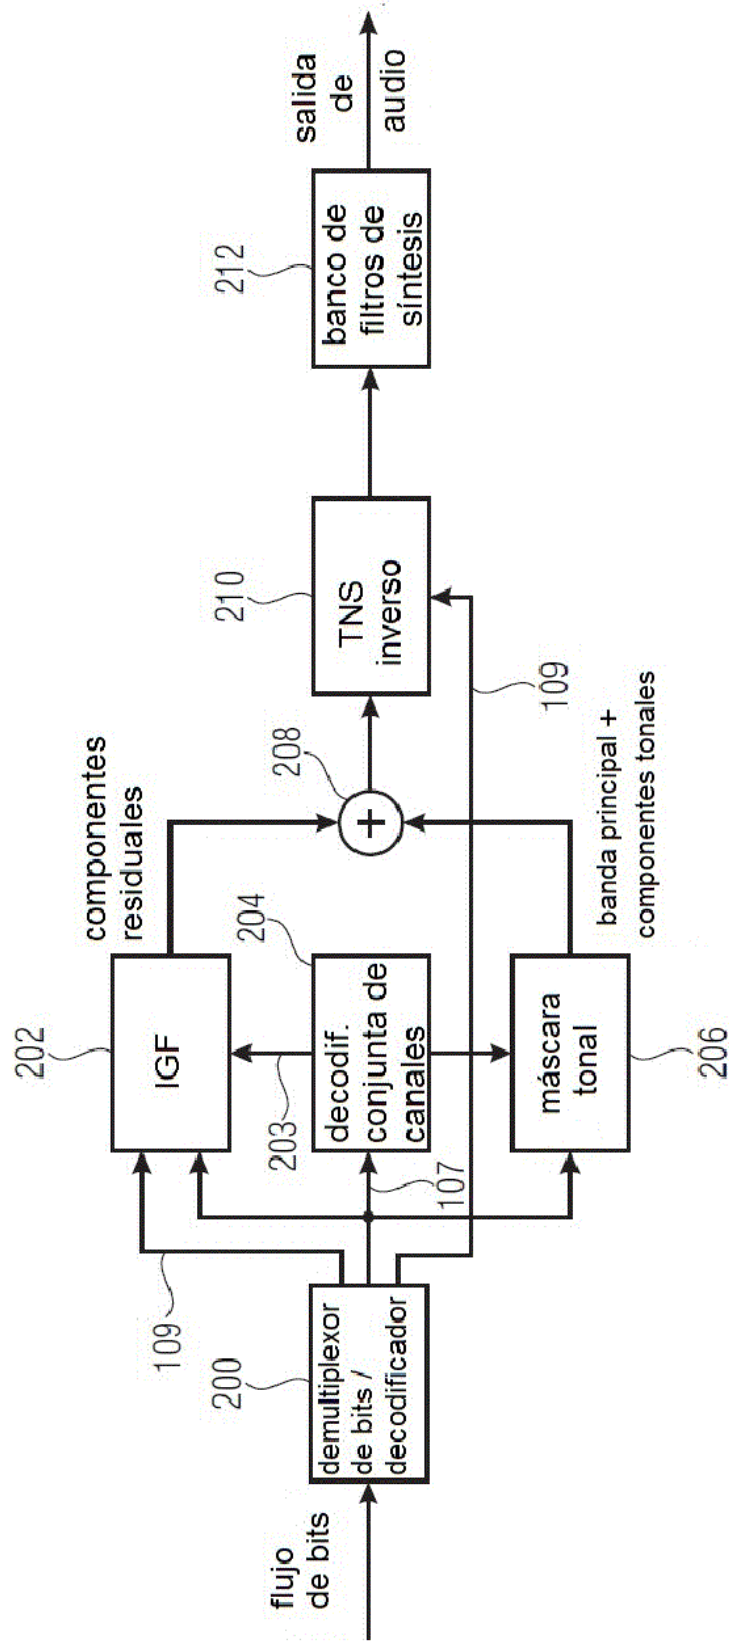 flujo
de bits
200
demultiplexor
de bits /
decodificador
109
107
202
IGF
203
204
decodif.
conjunta de
canales
206
máscara
tonal
componentes
residuales
banda principal +
componentes tonales
208
+
109
210
TNS
inverso
212
banco de
filtros de
síntesis
salida
de
audio